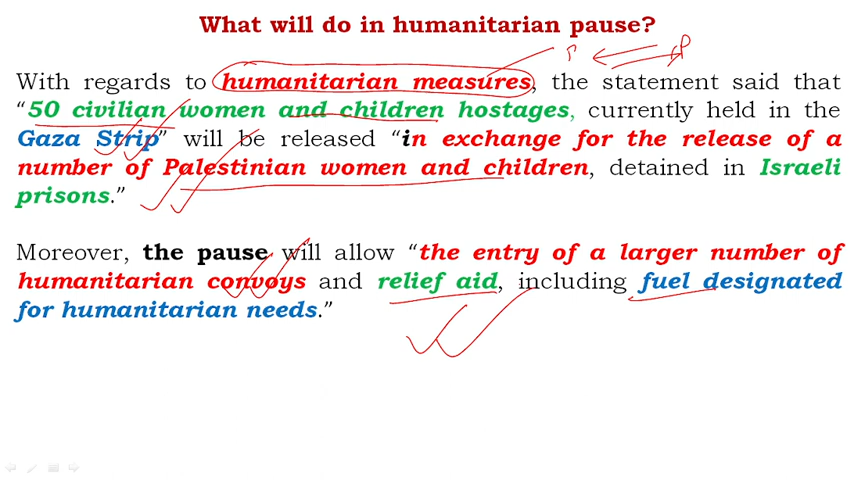 What will do in humanitarian pause?
With regards to humanitarian measures, the statement said that
“50 civilian women and children hostages, currently held in the
Gaza Strip” will be released “in exchange for the release of a
number of Palestinian women and children, detained in Israeli
prisons.”
Moreover, the pause will allow “the entry of a larger number of
humanitarian convoys and relief aid, including fuel designated
for humanitarian needs.”